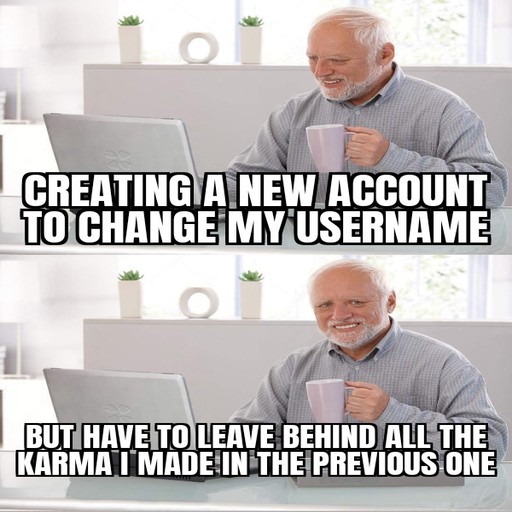 CREATING A NEW ACCOUNT
TO CHANGE MY USERNAME
BUT HAVE TO LEAVE BEHIND ALL THE
KARMA I MADE IN THE PREVIOUS ONE